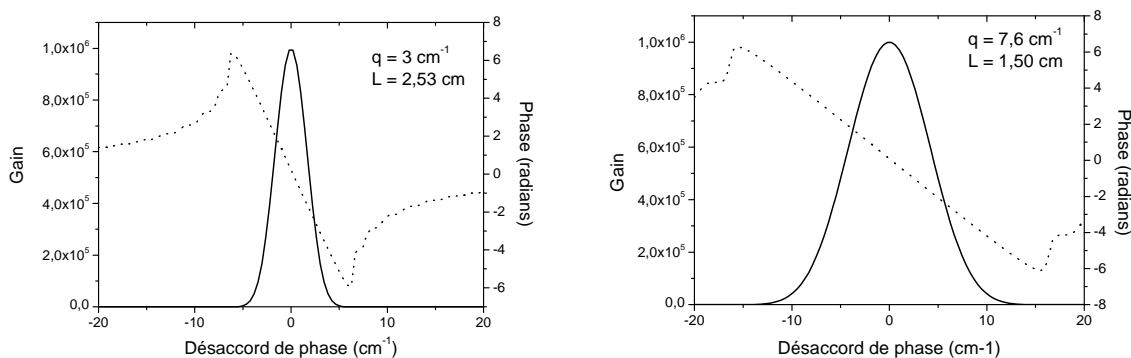 1,0x10⁶
8,0x10⁵
6,0x10⁵
4,0x10⁵
2,0x10⁵
0,0
Gain
-20
-10
0
10
20
Désaccord de phase (cm⁻¹)
8
6
4
2
0
-2
-4
-6
Phase (radians)
q = 3 cm⁻¹
L = 2,53 cm
1,0x10⁶
8,0x10⁵
6,0x10⁵
4,0x10⁵
2,0x10⁵
0,0
Gain
-20
-10
0
10
20
Désaccord de phase (cm-1)
8
6
4
2
0
-2
-4
-6
-8
Phase (radians)
q = 7,6 cm⁻¹
L = 1,50 cm